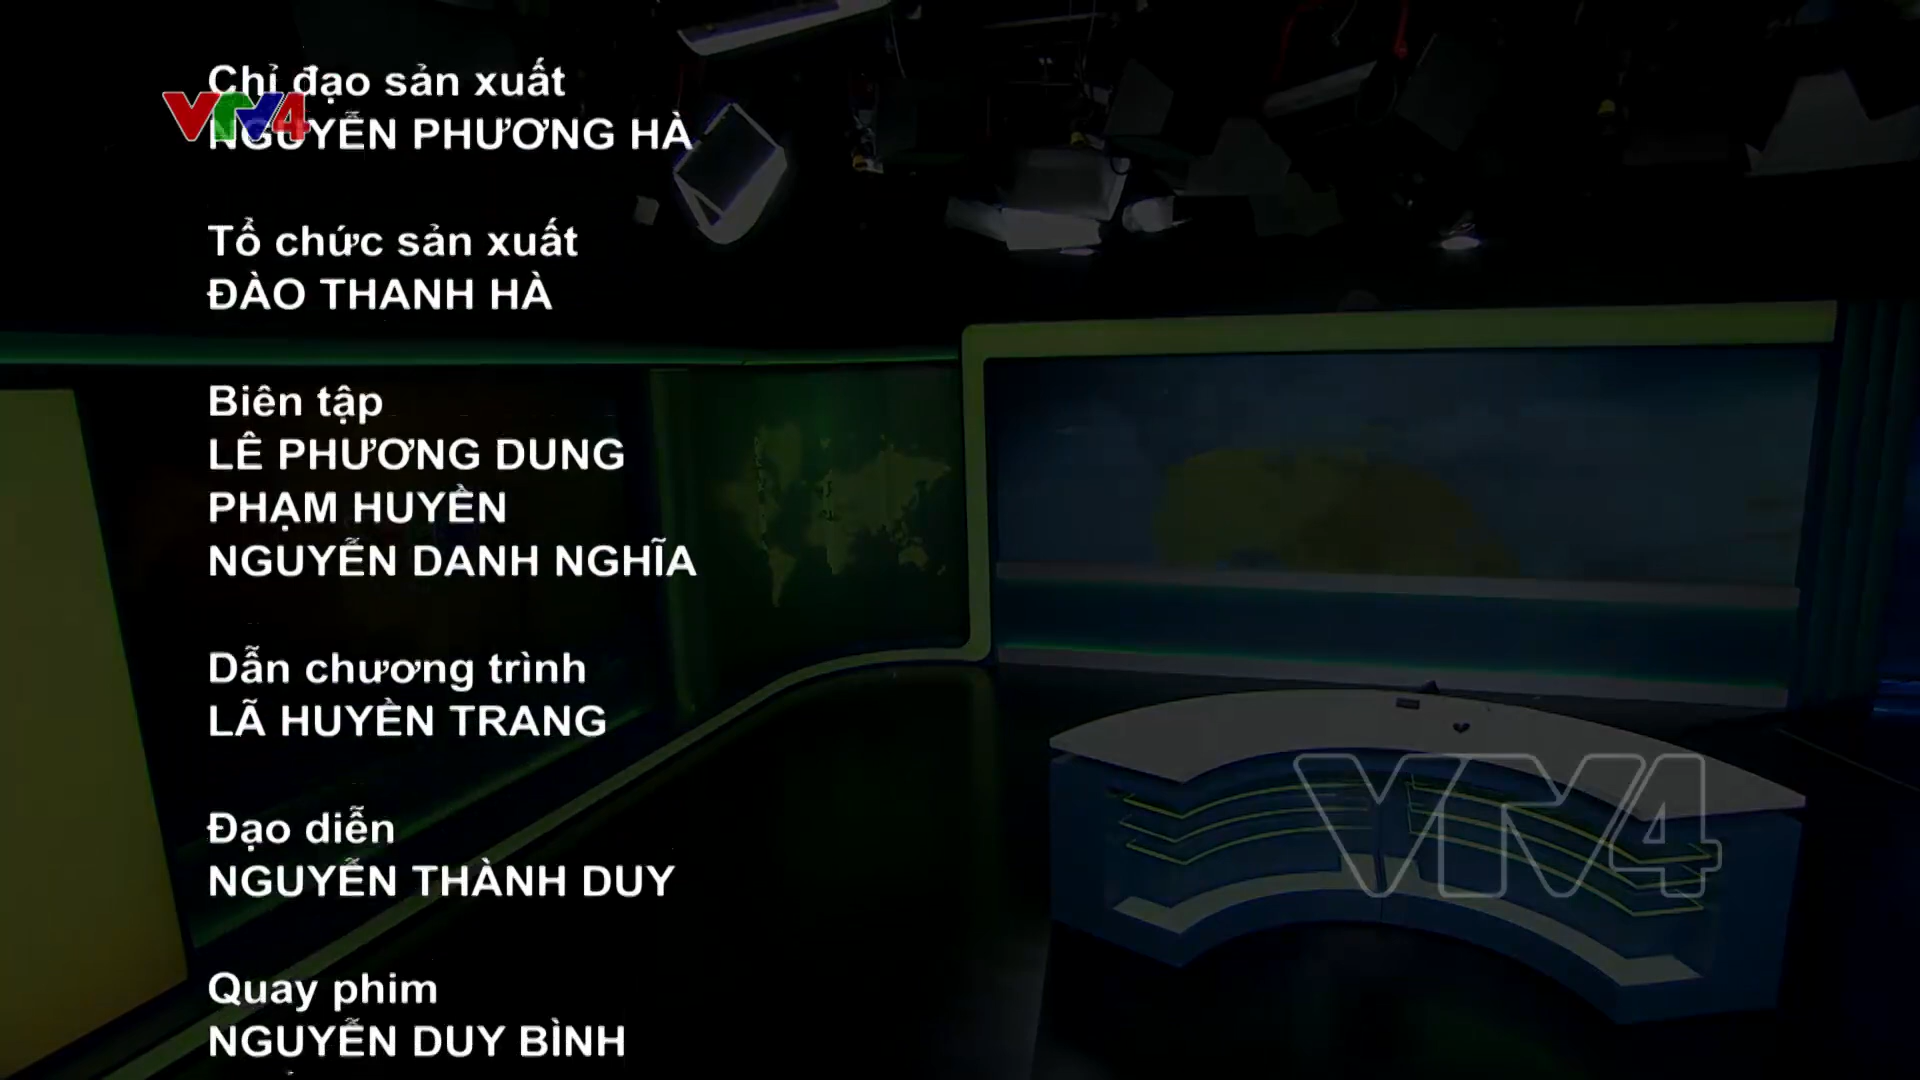 Chỉ đạo sản xuất
VTV4
NGUYỄN PHƯƠNG HÀ
Tổ chức sản xuất
ĐÀO THANH HÀ
Biên tập
LÊ PHƯƠNG DUNG
PHẠM HUYỀN
NGUYỄN DANH NGHĨA
Dẫn chương trình
LÃ HUYỀN TRANG
Đạo diễn
NGUYỄN THÀNH DUY
VTV4
Quay phim
NGUYỄN DUY BÌNH